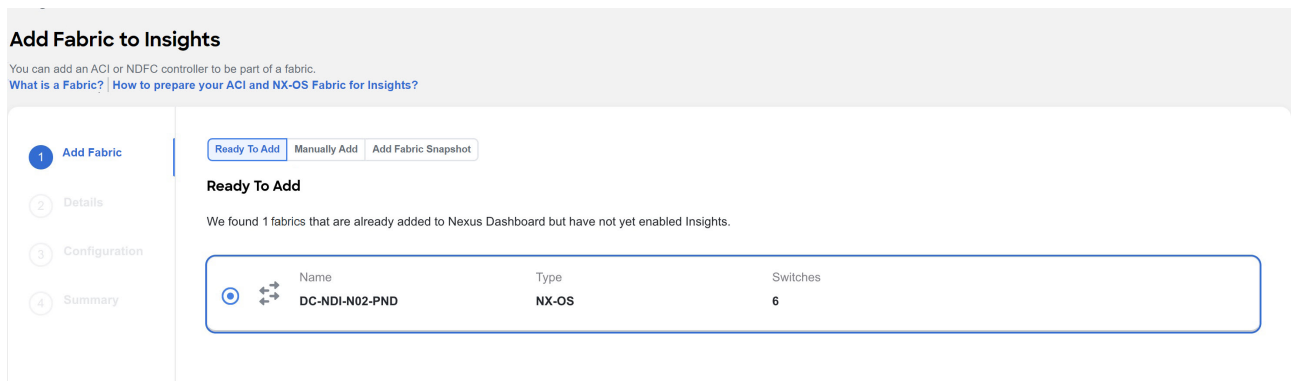 Add Fabric to Insights
You can add an ACI or NDFC controller to be part of a fabric.
What is a Fabric? | How to prepare your ACI and NX-OS Fabric for Insights?
1 Add Fabric
2 Details
3 Configuration
4 Summary
Ready To Add Manually Add Add Fabric Snapshot
Ready To Add
We found 1 fabrics that are already added to Nexus Dashboard but have not yet enabled Insights.
Name Type Switches
DC-NDI-N02-PND NX-OS 6